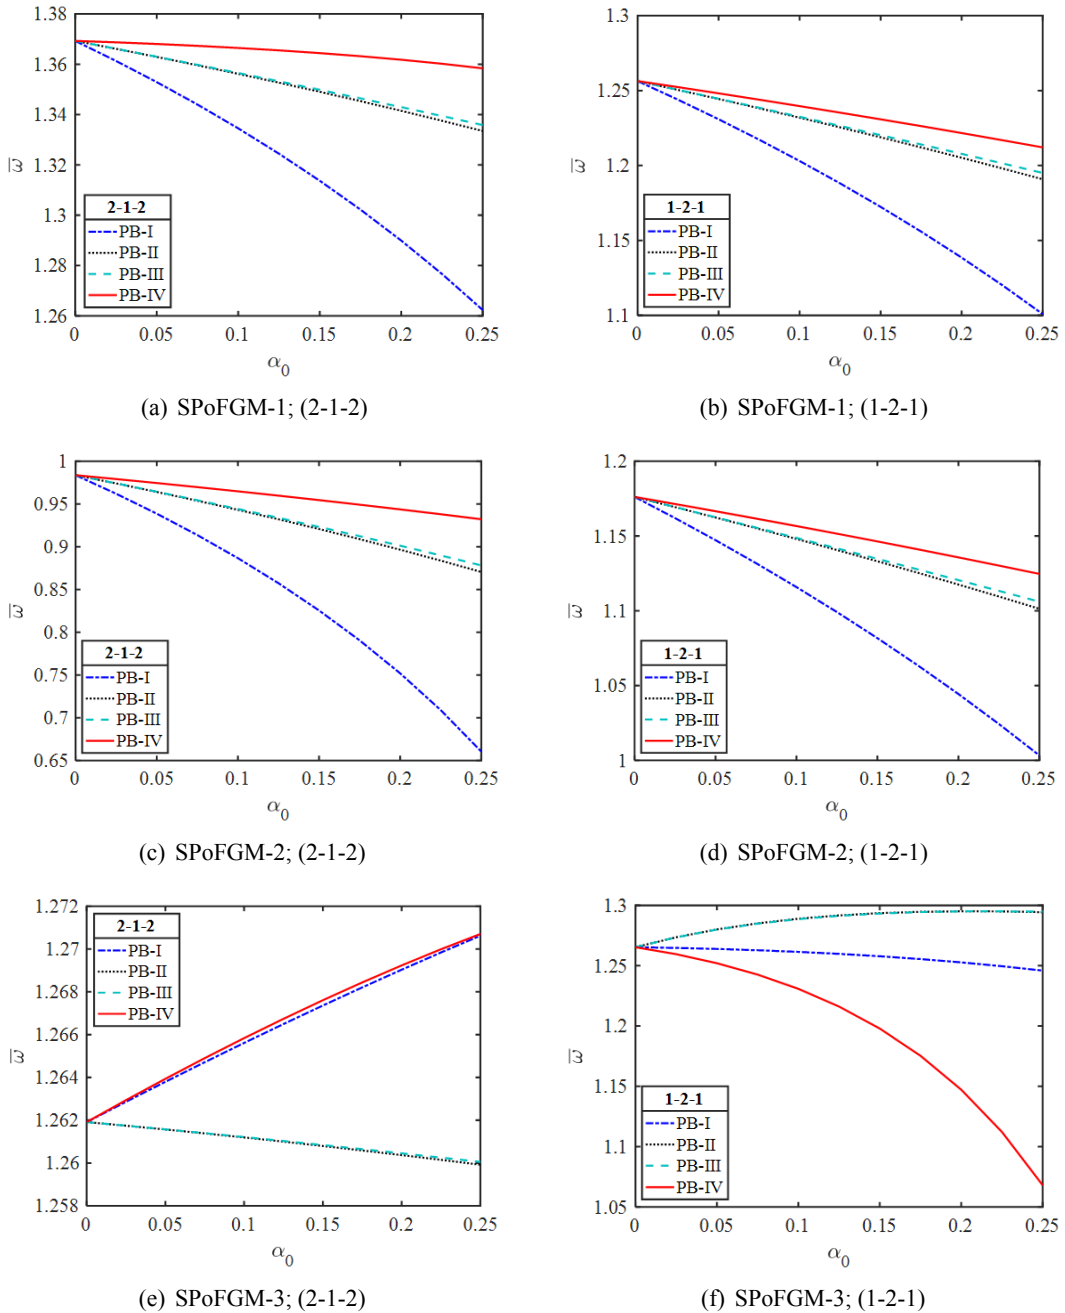 1.38
1.36
1.34
1.32
1.3
1.28
1.26
ω̅
2-1-2
PB-I
PB-II
PB-III
PB-IV
0 0.05 0.1 0.15 0.2 0.25
α₀
(a) SPoFGM-1; (2-1-2)
1.3
1.25
1.2
1.15
1.1
ω̅
1-2-1
PB-I
PB-II
PB-III
PB-IV
0 0.05 0.1 0.15 0.2 0.25
α₀
(b) SPoFGM-1; (1-2-1)
1
0.95
0.9
0.85
0.8
0.75
0.7
0.65
ω̅
2-1-2
PB-I
PB-II
PB-III
PB-IV
0 0.05 0.1 0.15 0.2 0.25
α₀
(c) SPoFGM-2; (2-1-2)
1.2
1.15
1.1
1.05
1
ω̅
1-2-1
PB-I
PB-II
PB-III
PB-IV
0 0.05 0.1 0.15 0.2 0.25
α₀
(d) SPoFGM-2; (1-2-1)
1.272
1.27
1.268
1.266
1.264
1.262
1.26
1.258
ω̅
2-1-2
PB-I
PB-II
PB-III
PB-IV
0 0.05 0.1 0.15 0.2 0.25
α₀
(e) SPoFGM-3; (2-1-2)
1.3
1.25
1.2
1.15
1.1
1.05
ω̅
1-2-1
PB-I
PB-II
PB-III
PB-IV
0 0.05 0.1 0.15 0.2 0.25
α₀
(f) SPoFGM-3; (1-2-1)